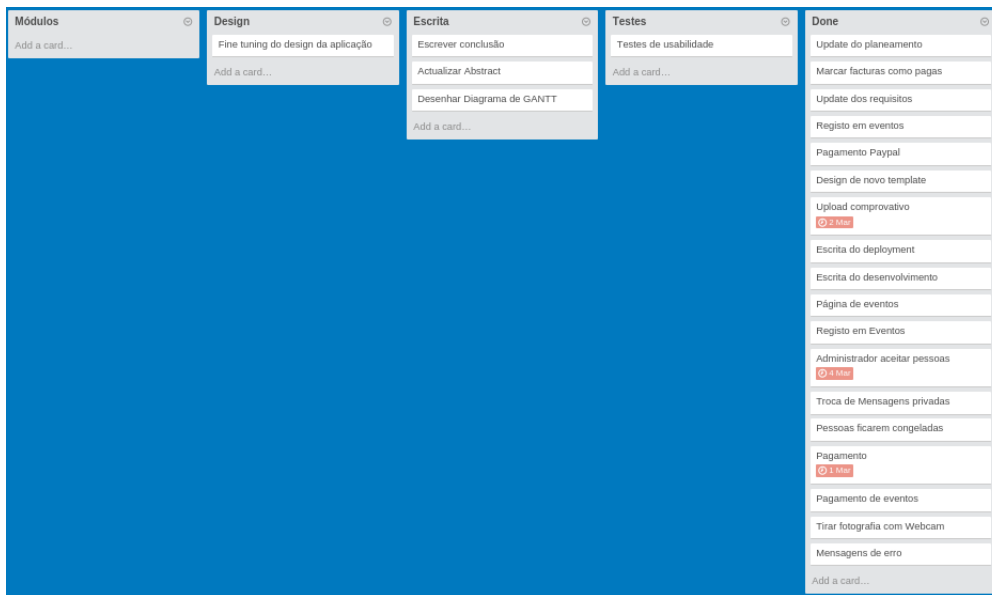 Módulos
Add a card…
Design
Fine tuning do design da aplicação
Add a card…
Escrita
Escrever conclusão
Actualizar Abstract
Desenhar Diagrama de GANTT
Add a card…
Testes
Testes de usabilidade
Add a card…
Done
Update do planeamento
Marcar facturas como pagas
Update dos requisitos
Registo em eventos
Pagamento Paypal
Design de novo template
Upload comprovativo
2 Mar
Escrita do deployment
Escrita do desenvolvimento
Página de eventos
Registo em Eventos
Administrador aceitar pessoas
4 Mar
Troca de Mensagens privadas
Pessoas ficarem congeladas
Pagamento
1 Mar
Pagamento de eventos
Tirar fotografia com Webcam
Mensagens de erro
Add a card…